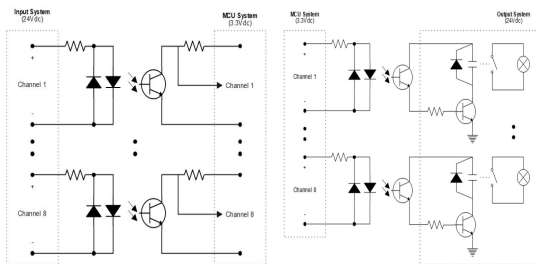 Input System
(24Vdc)
MCU System
(3.3Vdc)
+
Channel 1
-
Channel 1
+
Channel 8
-
Channel 8
MCU System
(3.3Vdc)
Output System
(24Vdc)
+
Channel 1
-
+
Channel 8
-